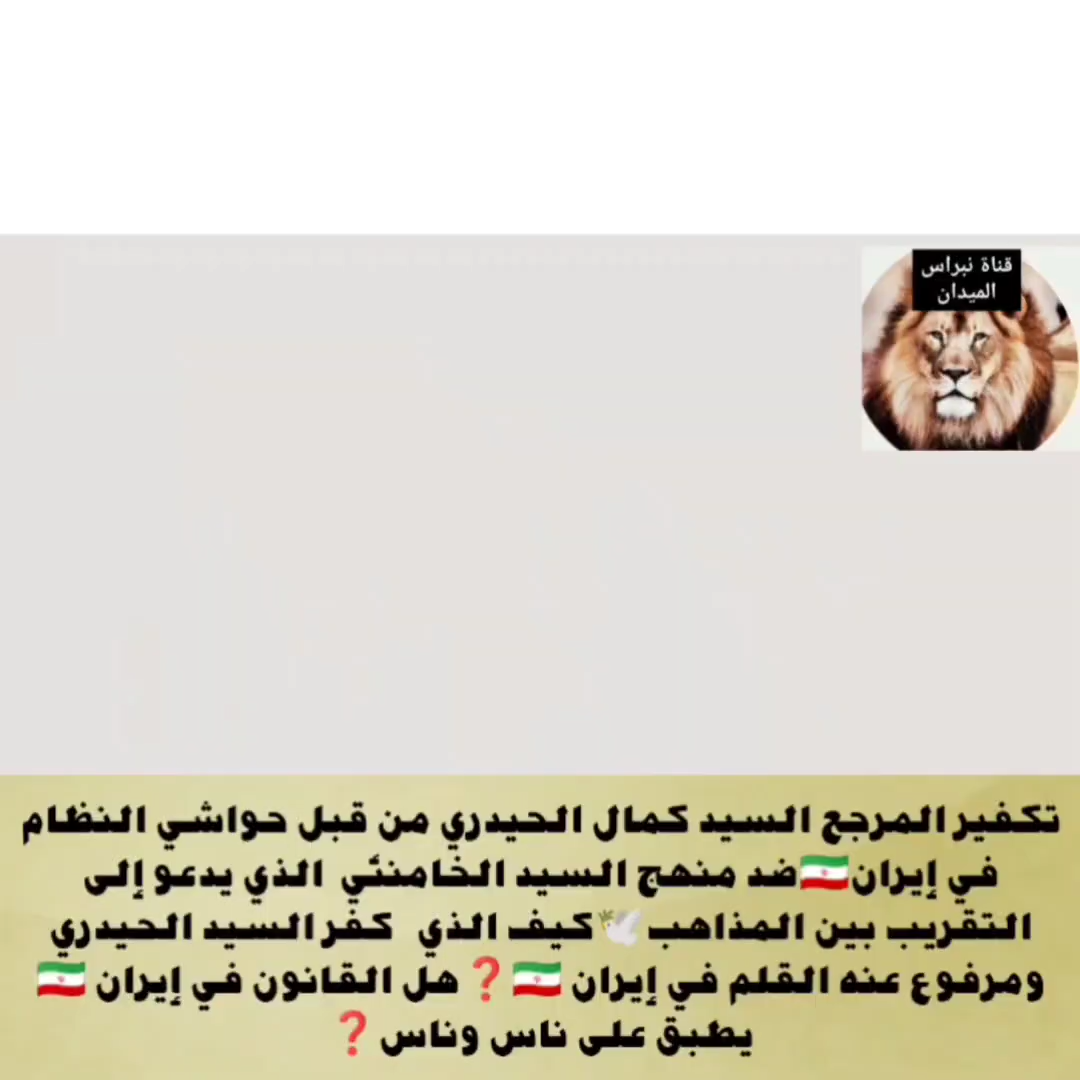 قناة نبراس
الميدان
تكفير المرجع السيد كمال الحيدري من قبل حواشي النظام
في إيران🇮🇷ضد منهج السيد الخامنئي الذي يدعو إلى
التقريب بين المذاهب🕊️كيف الذي كفر السيد الحيدري
ومرفوع عنه القلم في إيران 🇮🇷❓هل القانون في إيران 🇮🇷
يطبق على ناس وناس ❓